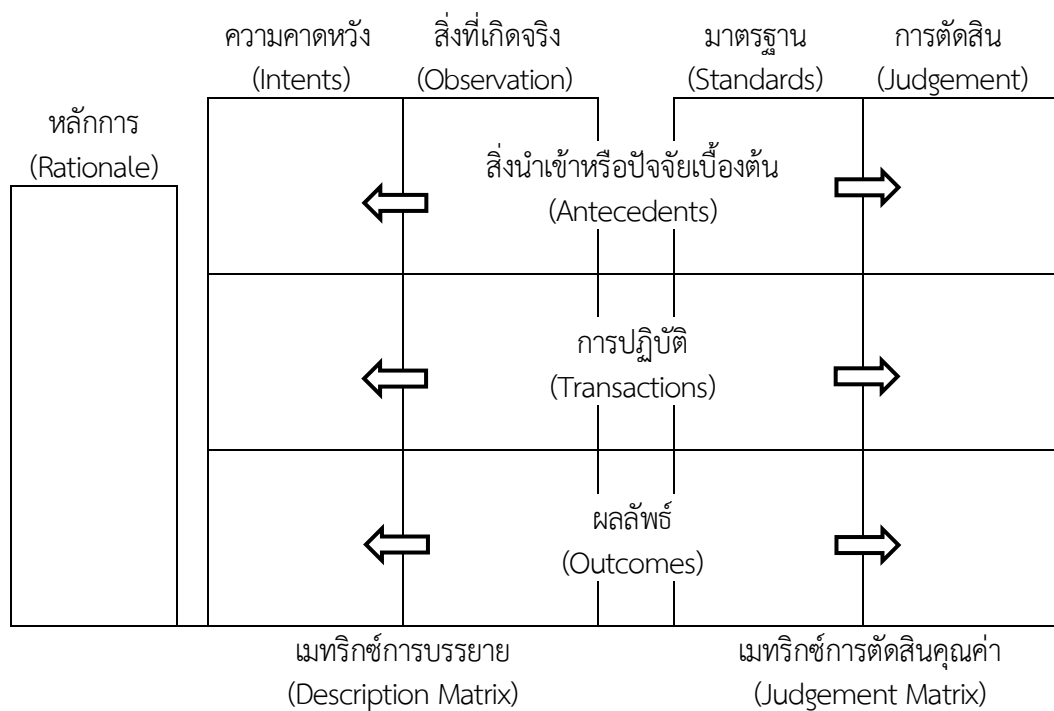 ความคาดหวัง
(Intents)
สิ่งที่เกิดจริง
(Observation)
มาตรฐาน
(Standards)
การตัดสิน
(Judgement)
หลักการ
(Rationale)
สิ่งนำเข้าหรือปัจจัยเบื้องต้น
(Antecedents)
การปฏิบัติ
(Transactions)
ผลลัพธ์
(Outcomes)
เมทริกซ์การบรรยาย
(Description Matrix)
เมทริกซ์การตัดสินคุณค่า
(Judgement Matrix)